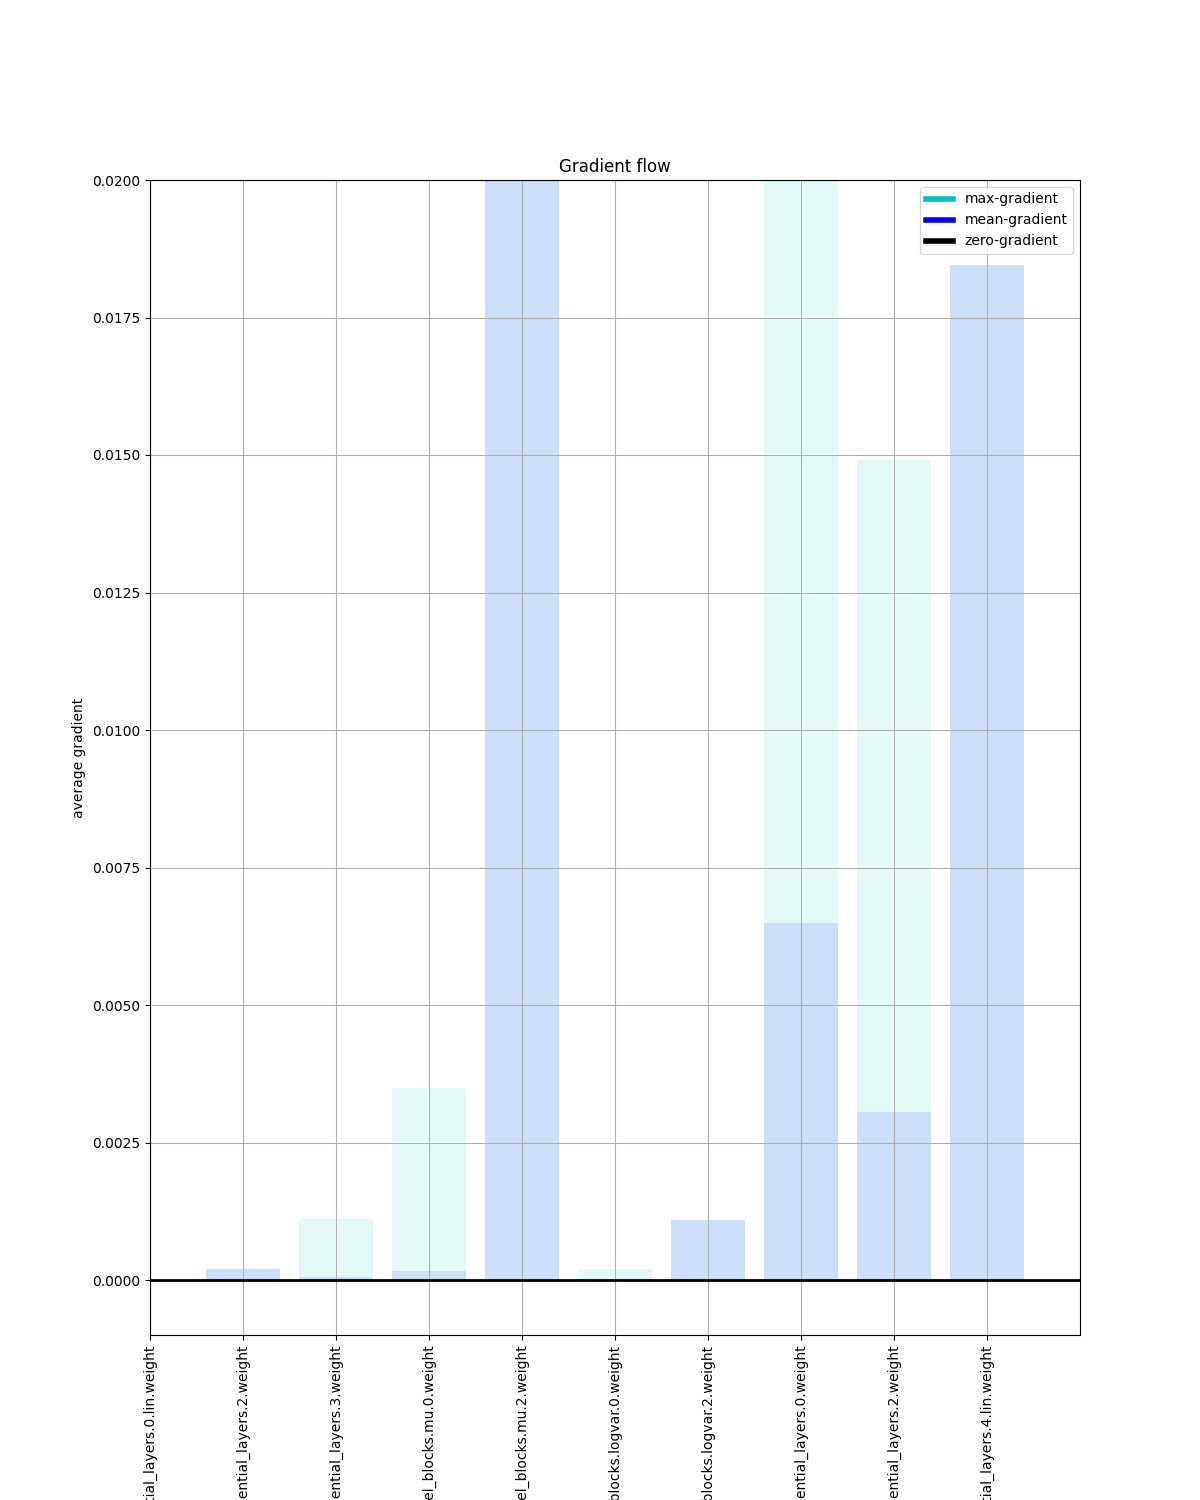 Gradient flow
max-gradient
mean-gradient
zero-gradient
0.0200
0.0175
0.0150
0.0125
0.0100
0.0075
0.0050
0.0025
0.0000
average gradient
tial_layers.0.lin.weight
ential_layers.2.weight
ential_layers.3.weight
el_blocks.mu.0.weight
el_blocks.mu.2.weight
blocks.logvar.0.weight
blocks.logvar.2.weight
ential_layers.0.weight
ential_layers.2.weight
tial_layers.4.lin.weight